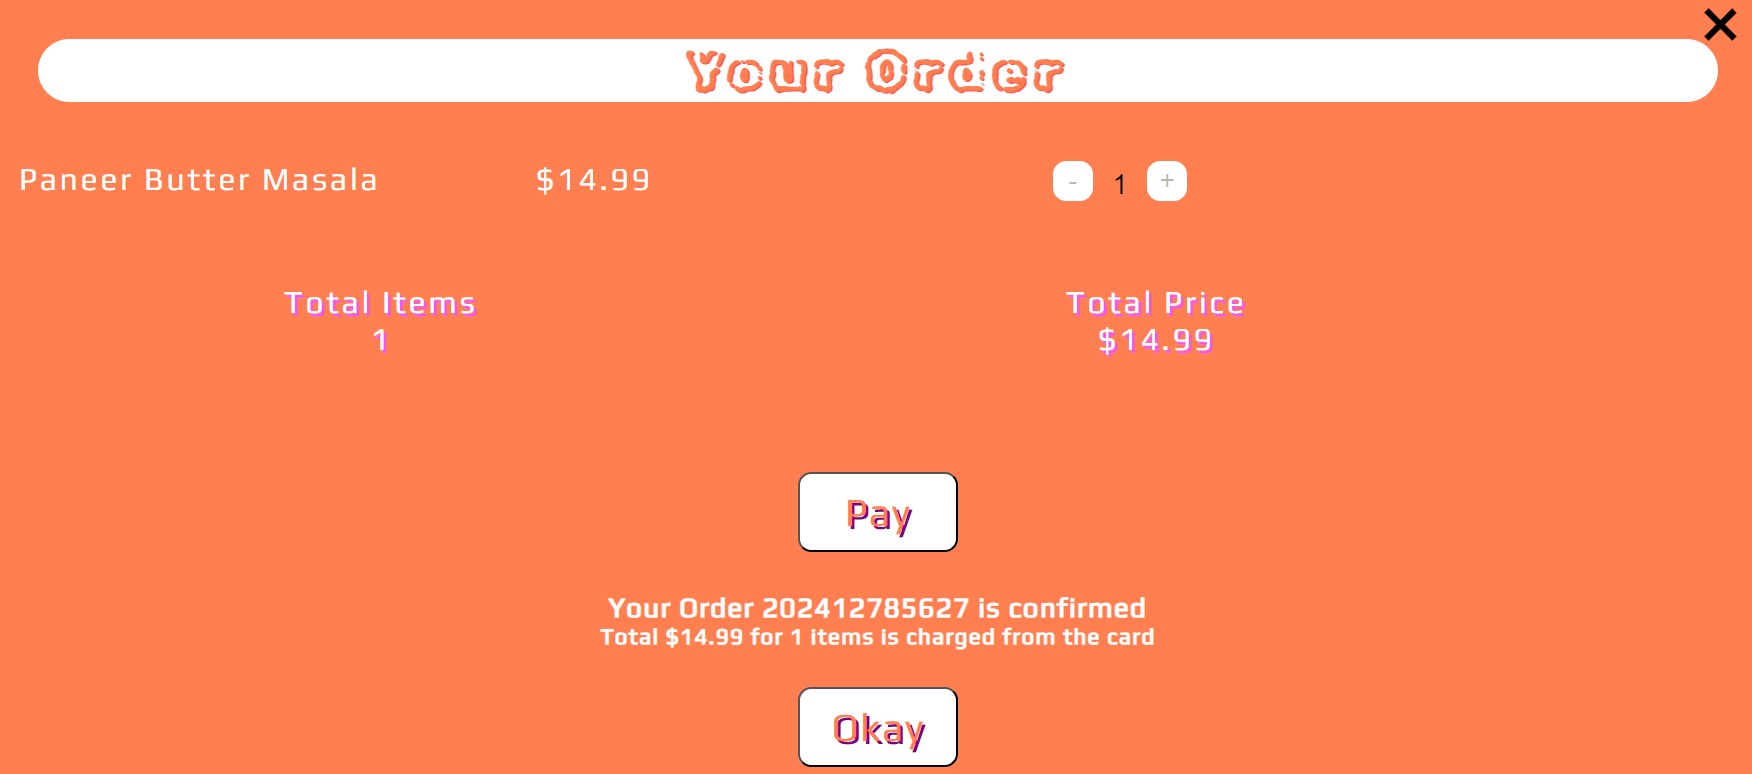 Your Order
Paneer Butter Masala $14.99 - 1 +
Total Items Total Price
1 $14.99
Pay
Your Order 202412785627 is confirmed
Total $14.99 for 1 items is charged from the card
Okay